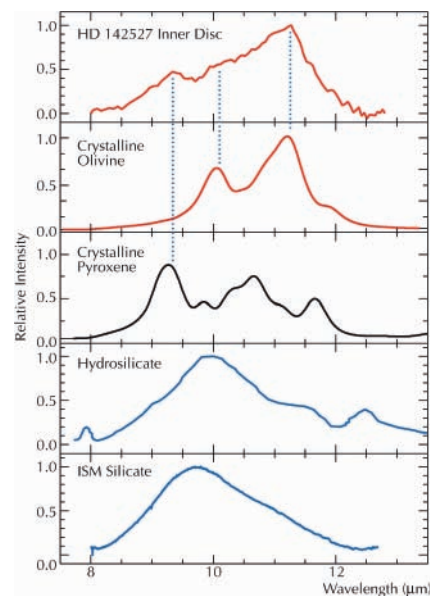 HD 142527 Inner Disc
1.0
0.5
0.0
Crystalline
Olivine
1.0
0.5
0.0
Crystalline
Pyroxene
1.0
0.5
0.0
Relative Intensity
Hydrosilicate
1.0
0.5
0.0
ISM Silicate
1.0
0.5
8 10 12
Wavelength (μm)